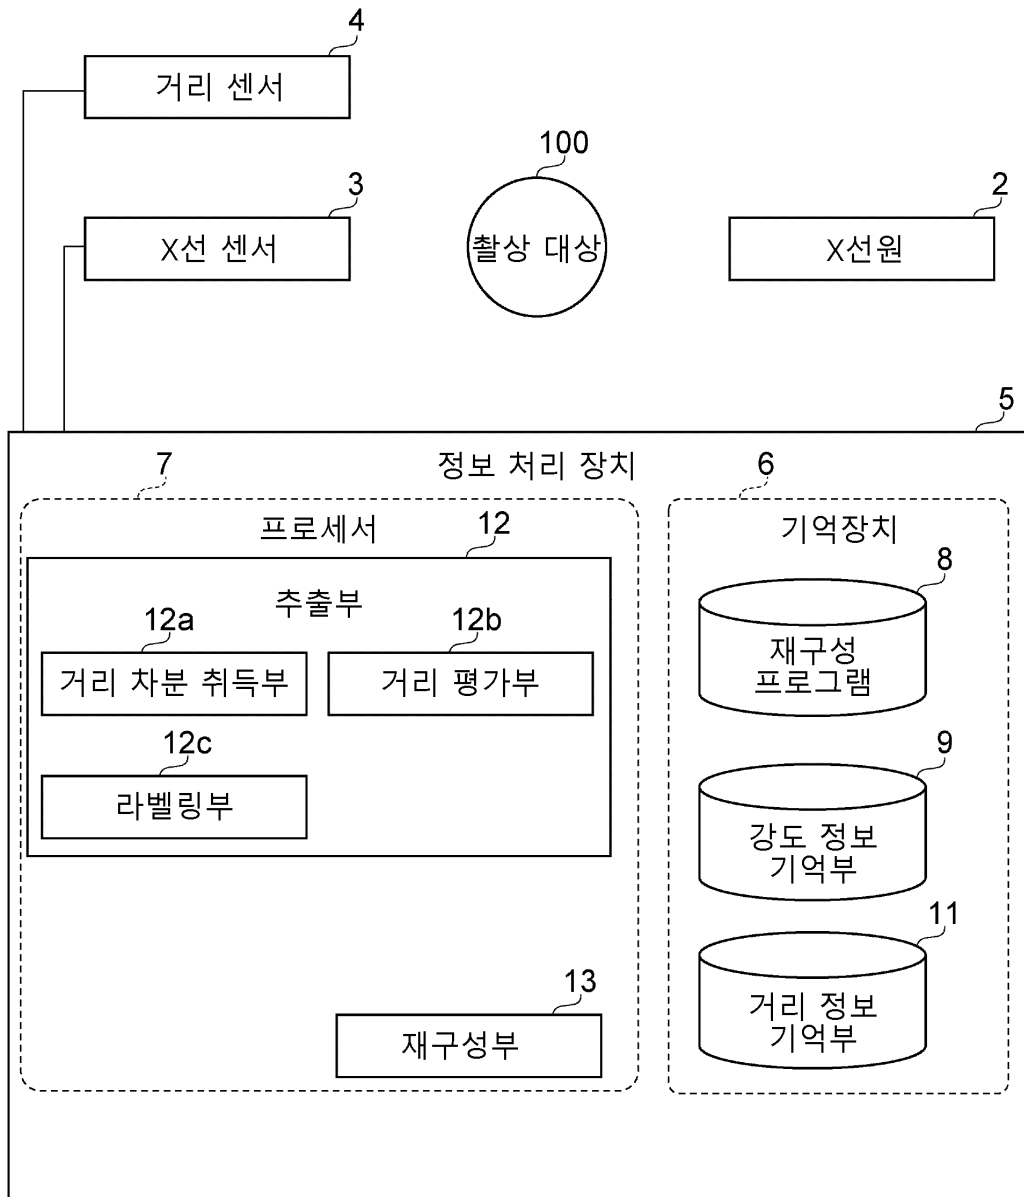 4
거리 센서
100
3
2
X선 센서
촬상 대상
X선원
5
7
정보 처리 장치
6
프로세서
12
기억장치
8
추출부
12a
12b
재구성
프로그램
거리 차분 취득부
거리 평가부
12c
9
라벨링부
강도 정보
기억부
11
13
거리 정보
기억부
재구성부